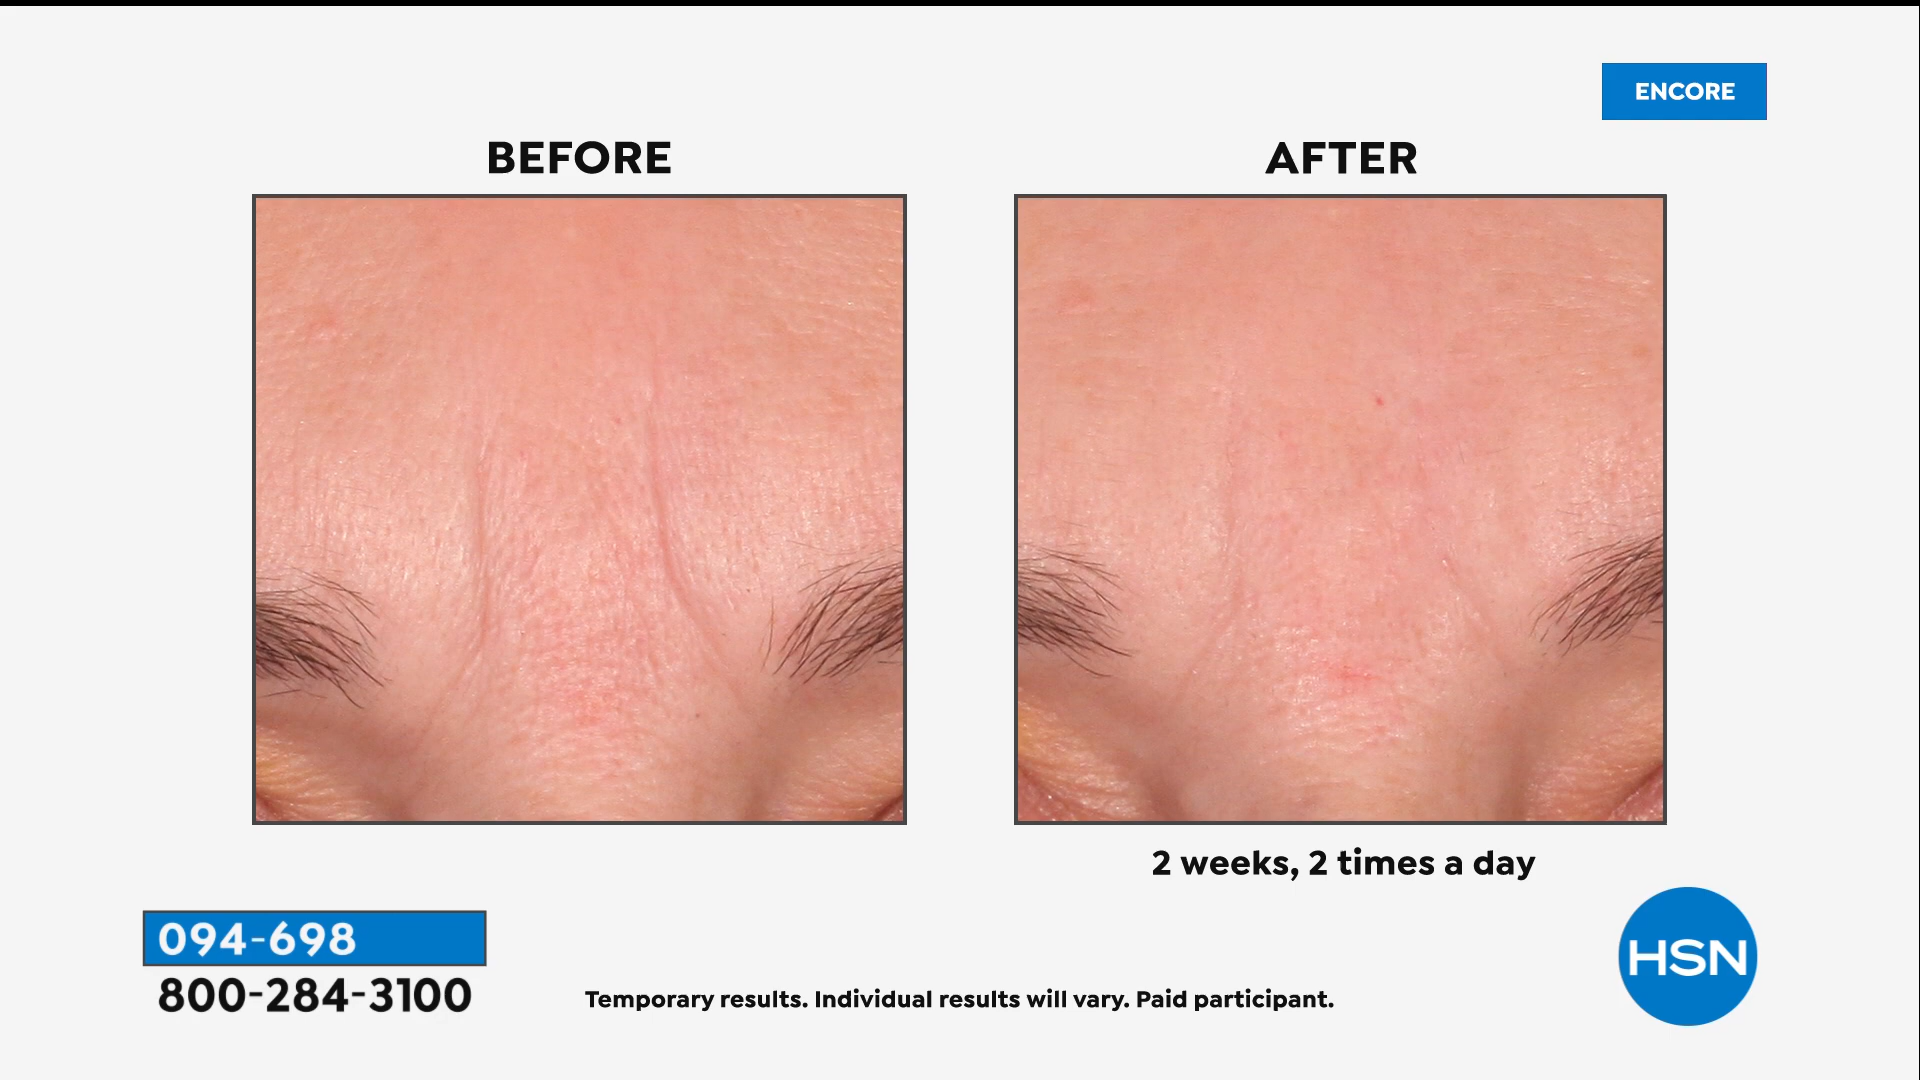 ENCORE
BEFORE
AFTER
2 weeks, 2 times a day
094-698
800-284-3100
Temporary results. Individual results will vary. Paid participant.
HSN